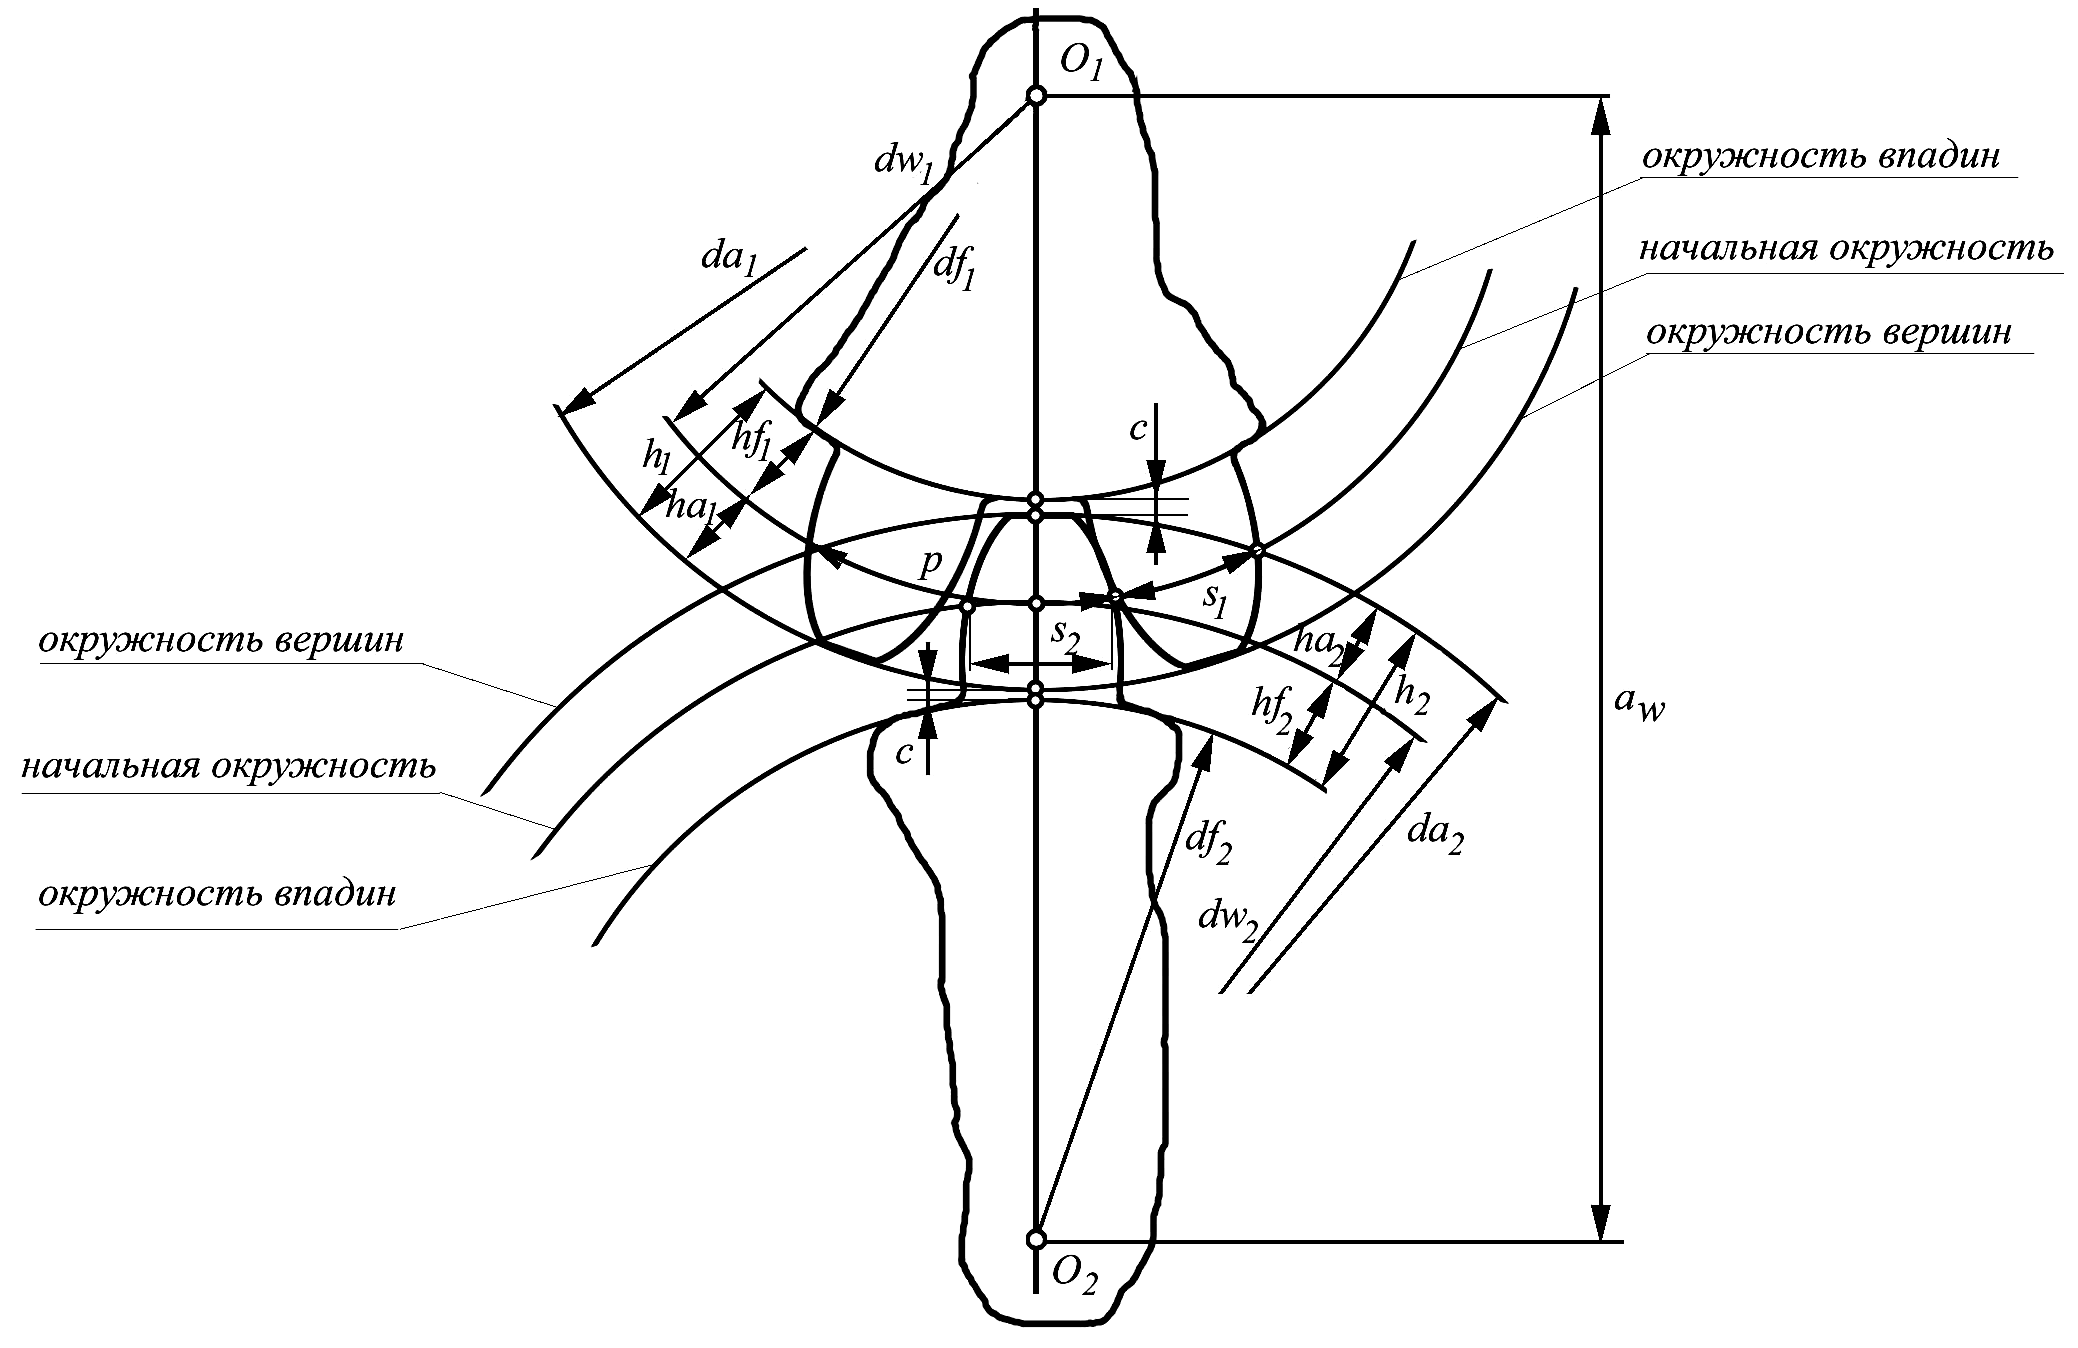 O1
окружность впадин
dw1
начальная окружность
da1
df1
окружность вершин
c
hf1
h1
ha1
p
s1
s2
ha2
окружность вершин
h2
hf2
aw
c
начальная окружность
df2
da2
окружность впадин
dw2
O2